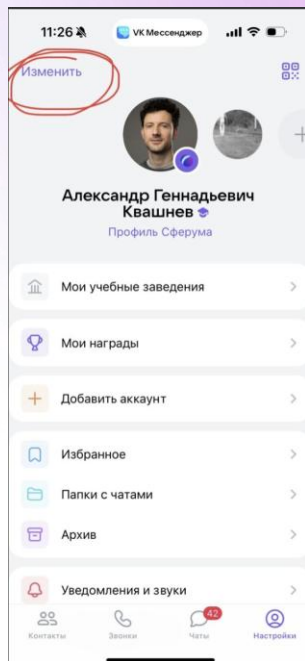 11:26
VK Мессенджер
Изменить
Александр Геннадьевич
Квашнев
Профиль Сферума
Мои учебные заведения
Мои награды
Добавить аккаунт
Избранное
Папки с чатами
Архив
Уведомления и звуки
42
Контакты Звонки Чаты Настройки